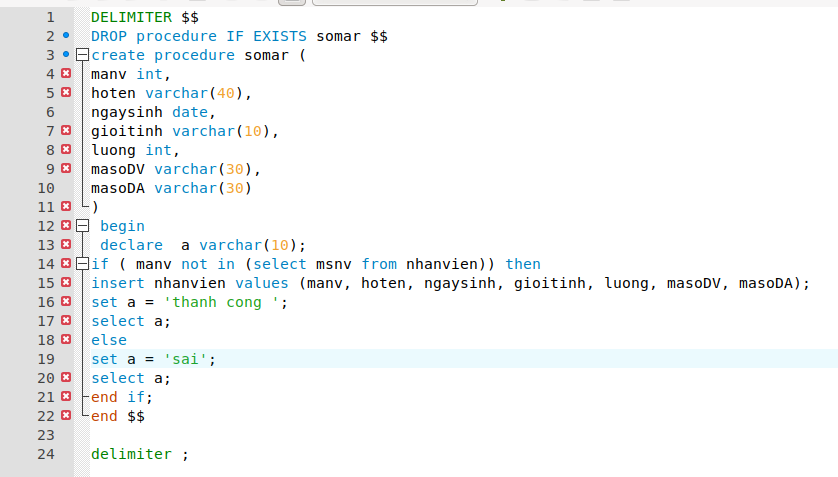 1 DELIMITER $$
2 DROP procedure IF EXISTS somar $$
3 create procedure somar (
4 manv int,
5 hoten varchar(40),
6 ngaysinh date,
7 gioitinh varchar(10),
8 luong int,
9 masoDV varchar(30),
10 masoDA varchar(30)
11 )
12 begin
13 declare  a varchar(10);
14 if ( manv not in (select msnv from nhanvien)) then
15 insert nhanvien values (manv, hoten, ngaysinh, gioitinh, luong, masoDV, masoDA);
16 set a = 'thanh cong ';
17 select a;
18 else
19 set a = 'sai';
20 select a;
21 end if;
22 end $$
23
24 delimiter ;